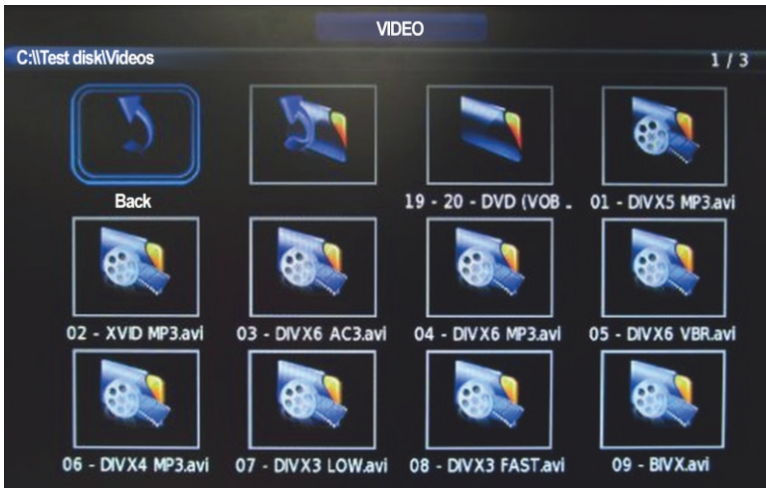 VIDEO
C:\\Test disk\Videos
1 / 3
Back
19 - 20 - DVD (VOB _
01 - DIVX5 MP3.avi
02 - XVID MP3.avi
03 - DIVX6 AC3.avi
04 - DIVX6 MP3.avi
05 - DIVX6 VBR.avi
06 - DIVX4 MP3.avi
07 - DIVX3 LOW.avi
08 - DIVX3 FAST.avi
09 - BIVX.avi